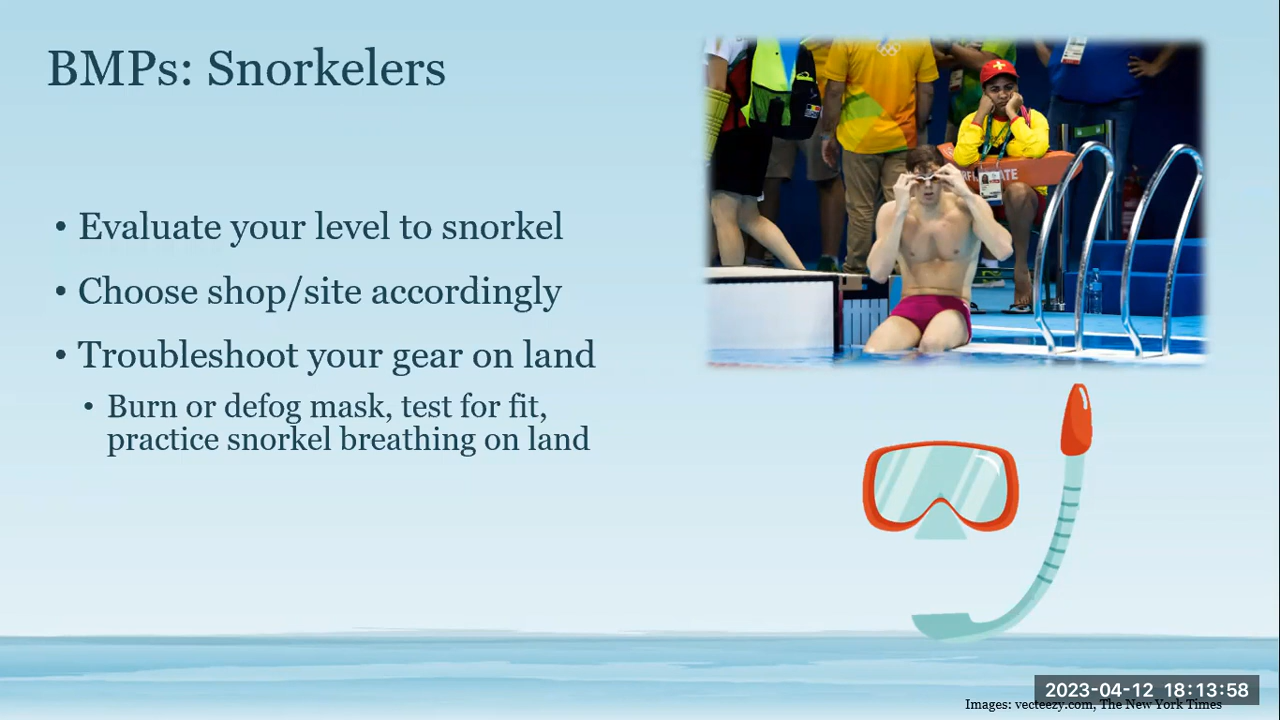 BMPs: Snorkelers
• Evaluate your level to snorkel
• Choose shop/site accordingly
• Troubleshoot your gear on land
• Burn or defog mask, test for fit,
practice snorkel breathing on land
2023-04-12 18:13:58
Images: vecteezy.com, The New York Times